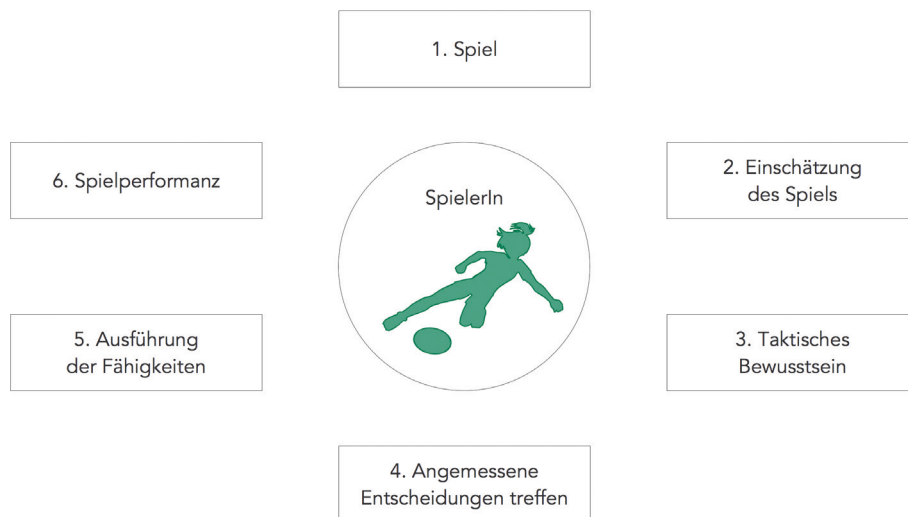 1. Spiel
6. Spielperformanz
SpielerIn
2. Einschätzung
des Spiels
5. Ausführung
der Fähigkeiten
3. Taktisches
Bewusstsein
4. Angemessene
Entscheidungen treffen